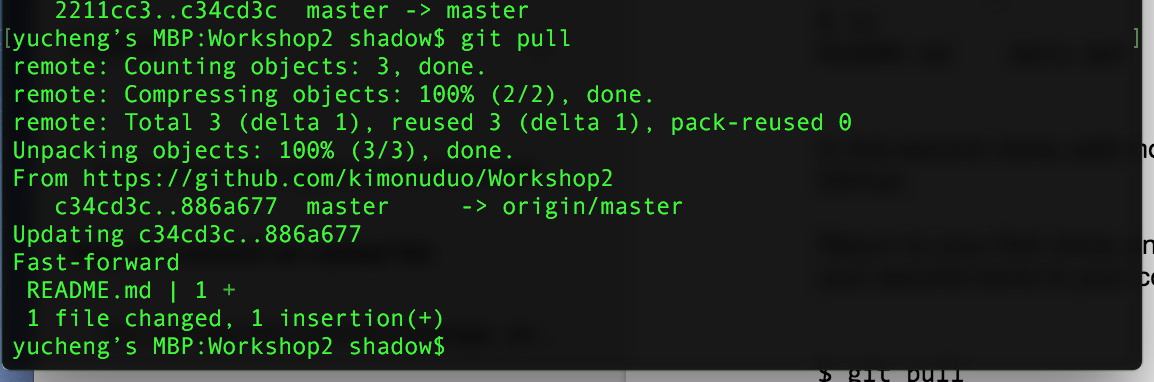 2211cc3..c34cd3c  master -> master
[yucheng’s MBP:Workshop2 shadow$ git pull ]
remote: Counting objects: 3, done.
remote: Compressing objects: 100% (2/2), done.
remote: Total 3 (delta 1), reused 3 (delta 1), pack-reused 0
Unpacking objects: 100% (3/3), done.
From https://github.com/kimonuduo/Workshop2
   c34cd3c..886a677  master     -> origin/master
Updating c34cd3c..886a677
Fast-forward
 README.md | 1 +
 1 file changed, 1 insertion(+)
yucheng’s MBP:Workshop2 shadow$
$ git pull